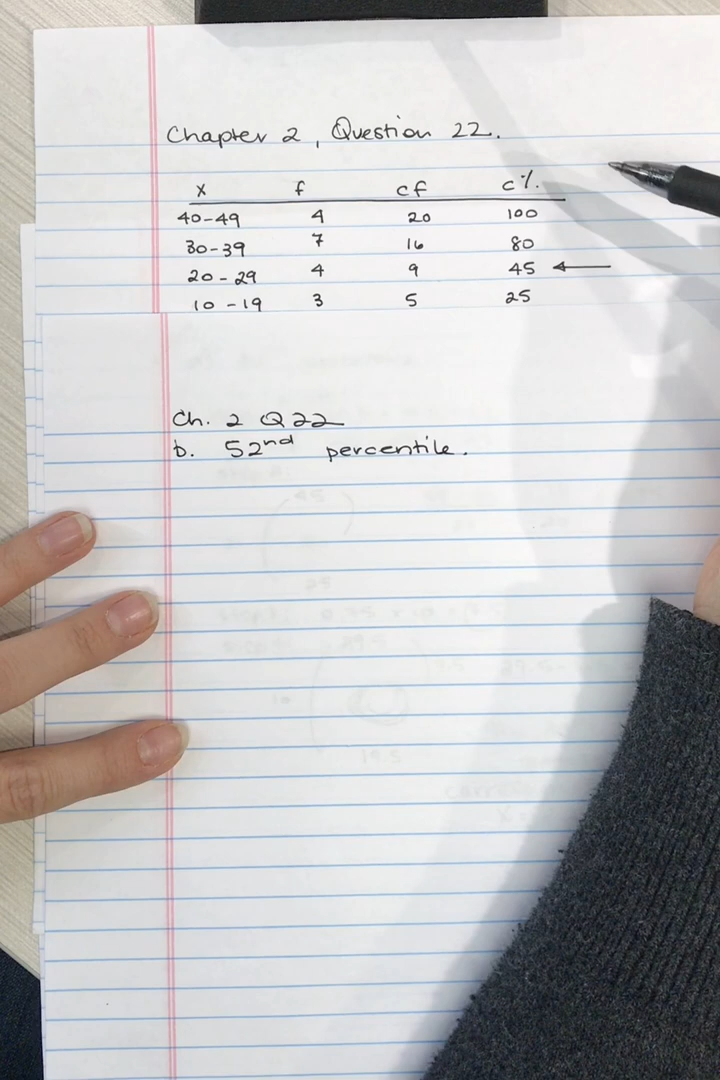 Chapter 2, Question 22.
x f cf c%.
40-49 4 20 100
30-39 7 16 80
20-29 4 9 45 ←
10-19 3 5 25
Ch. 2 Q22
b. 52nd percentile.